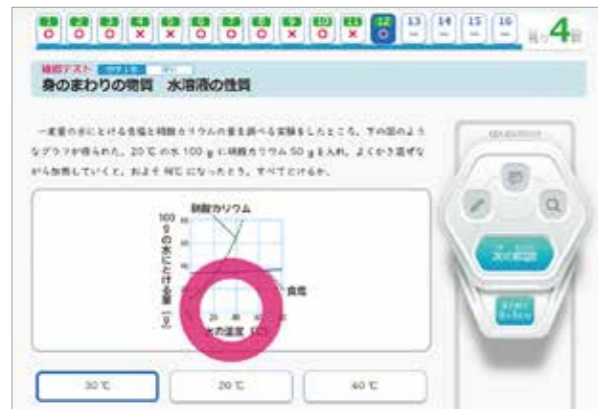 1 2 3 4 5 6 7 8 9 10 11 12 13 14 15 16
残り4問
確認テスト
身のまわりの物質 水溶液の性質
一定量の水にとける食塩と硝酸カリウムの量を調べる実験をしたところ、下の図のよう
なグラフが得られた。20℃の水100gに硝酸カリウム50gを入れ、よくかき混ぜな
がら加熱していくと、およそ何℃になったとき、すべてとけるか。
硝酸カリウム
100gの水にとける量(g)
食塩
20 40
水の温度(℃)
30℃
20℃
40℃